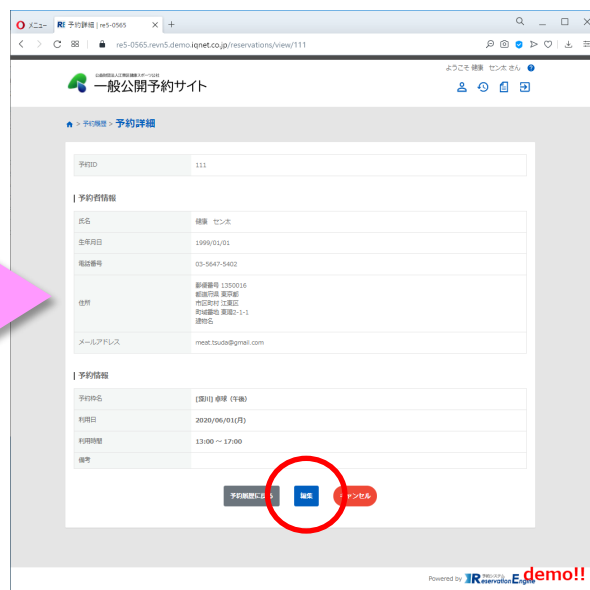 メニュー
予約詳細 | re5-0565
re5-0565.revn5.demo.iqnet.co.jp/reservations/view/111
ようこそ 健康 センタ さん
一般公開予約サイト
> 予約履歴 > 予約詳細
予約ID 111
予約者情報
氏名 健康 センタ
生年月日 1999/01/01
電話番号 03-5647-5402
住所
郵便番号 1350016
都道府県 東京都
市区町村 江東区
町域番地 東陽2-1-1
建物名
メールアドレス meat.tsuda@gmail.com
予約情報
予約枠名 [深川] 卓球 (午後)
利用日 2020/06/01(月)
利用時間 13:00 ～ 17:00
備考
予約履歴に戻る 編集 キャンセル
Powered by 予約システム Reservation Engine
demo!!